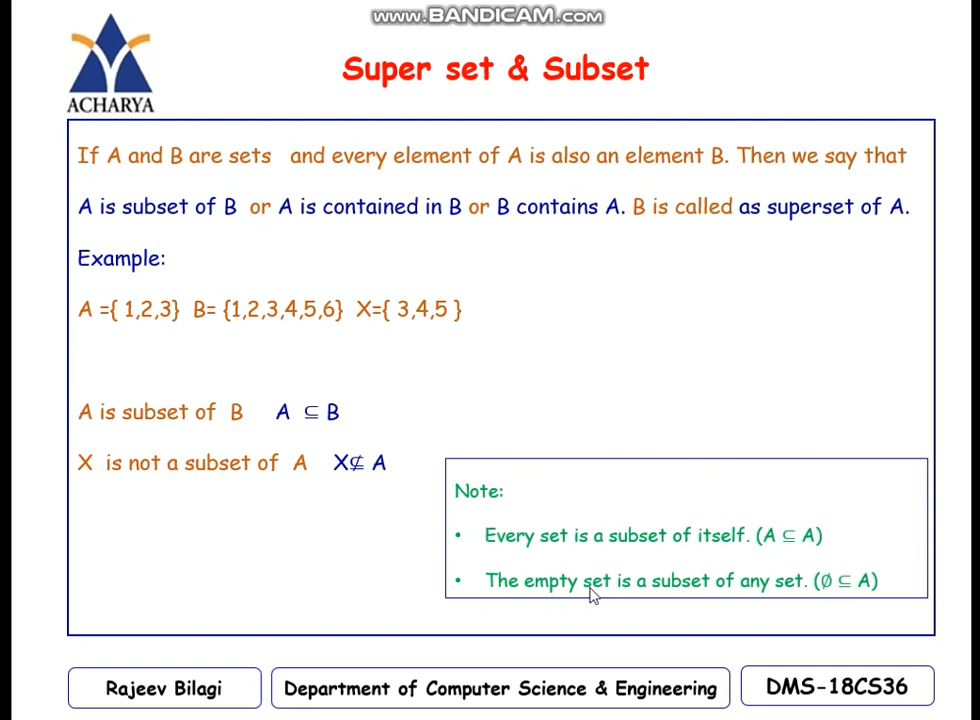 www.BANDICAM.com
ACHARYA
Super set & Subset
If A and B are sets and every element of A is also an element B. Then we say that
A is subset of B or A is contained in B or B contains A. B is called as superset of A.
Example:
A ={ 1,2,3} B= {1,2,3,4,5,6} X={ 3,4,5 }
A is subset of B A ⊆ B
X is not a subset of A X⊈ A
Note:
• Every set is a subset of itself. (A ⊆ A)
• The empty set is a subset of any set. (∅ ⊆ A)
Rajeev Bilagi
Department of Computer Science & Engineering
DMS-18CS36